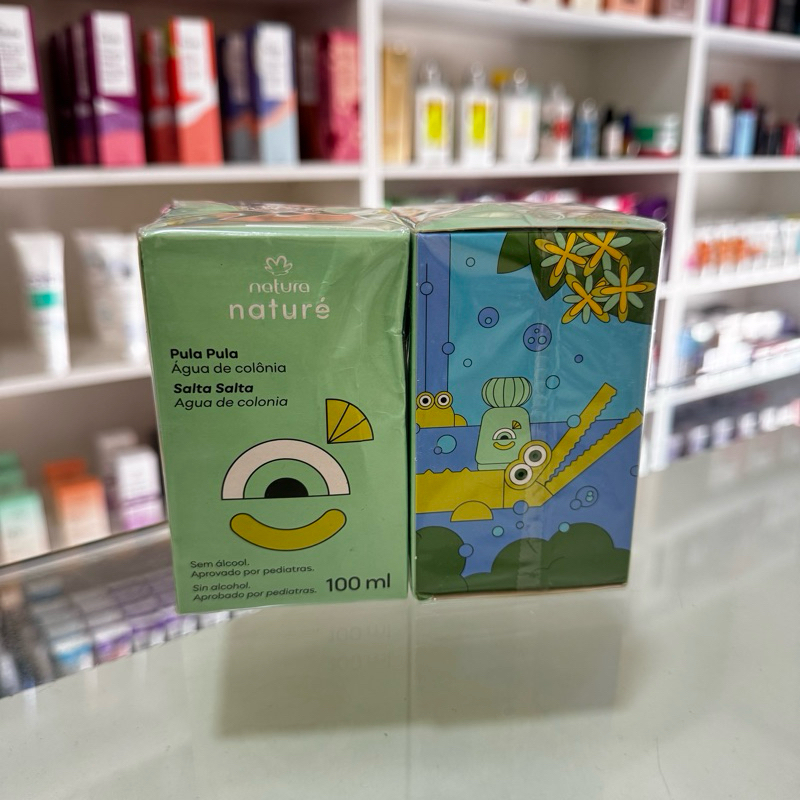 natura
naturé
Pula Pula
Água de colônia
Salta Salta
Agua de colonia
Sem álcool.
Aprovado por pediatras.
Sin alcohol.
Aprobado por pediatras.
100 ml